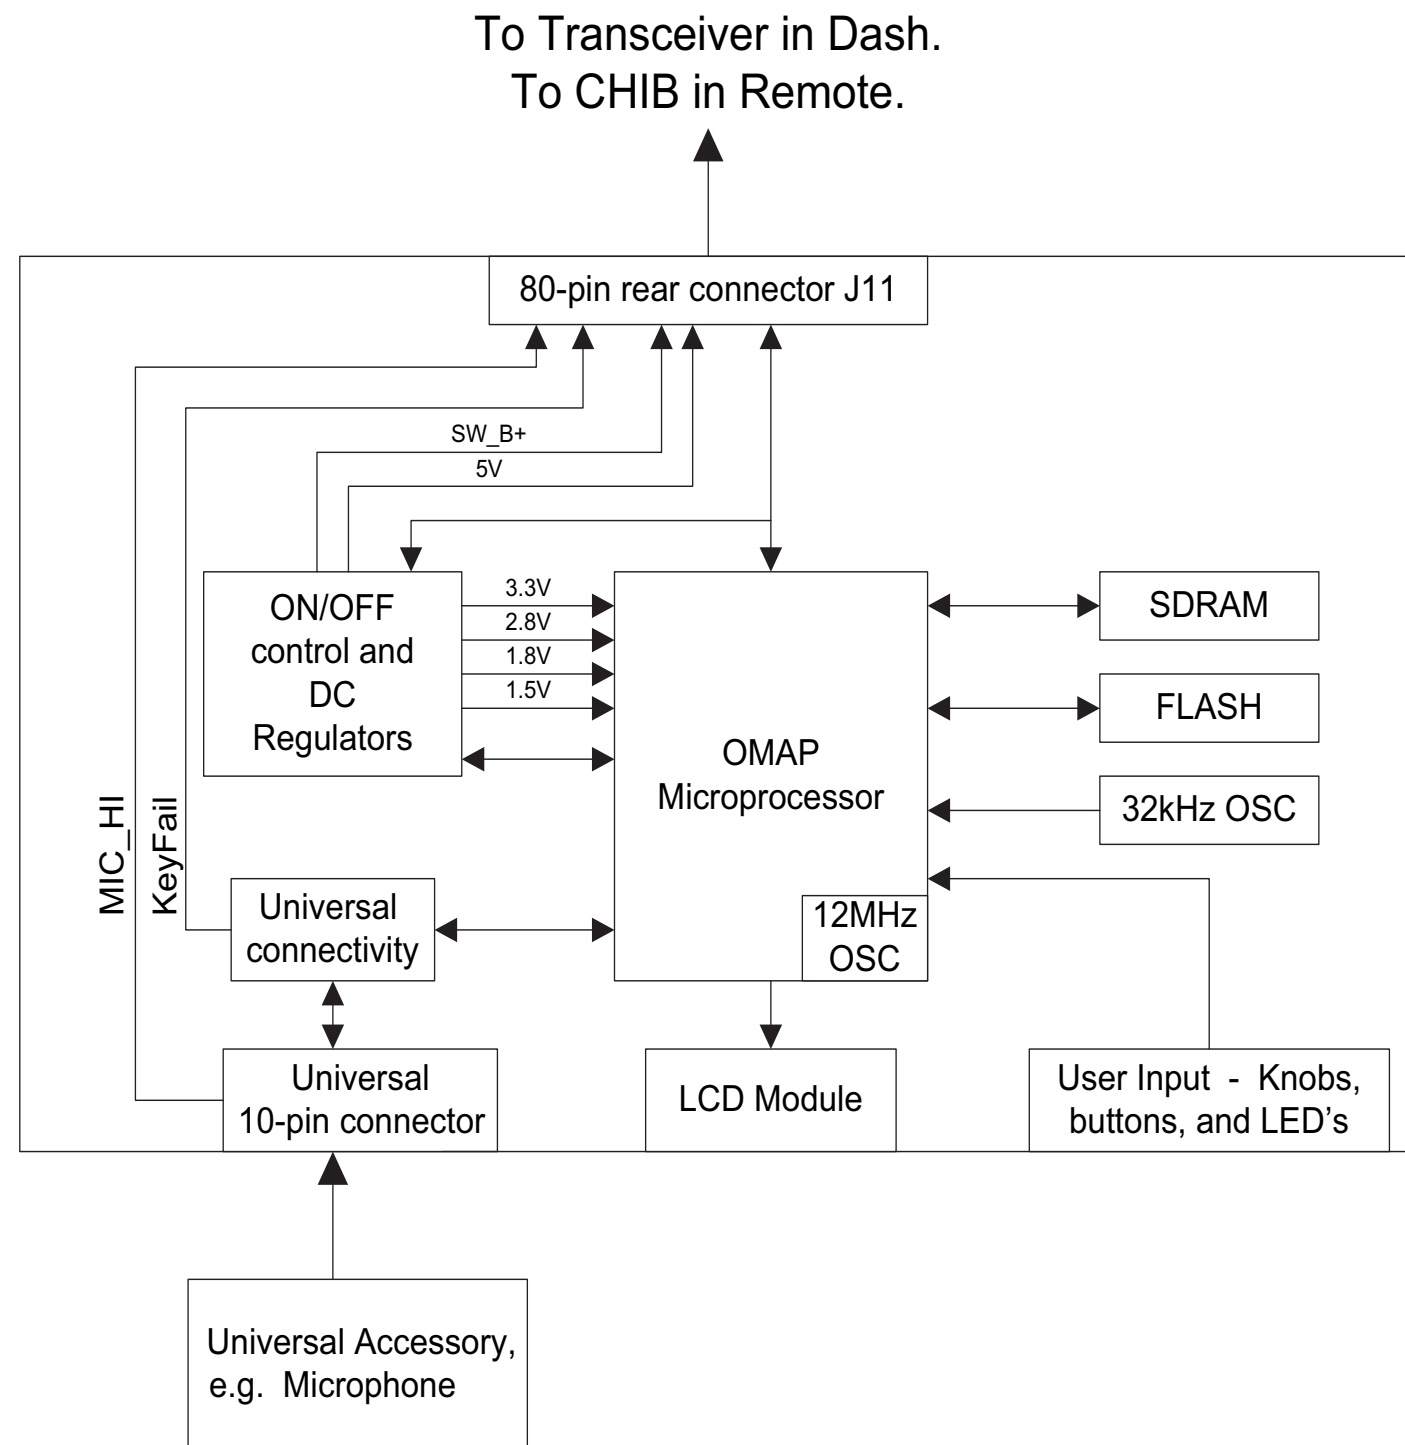 To Transceiver in Dash.
To CHIB in Remote.
80-pin rear connector J11
SW_B+
5V
ON/OFF
control and
DC
Regulators
3.3V
2.8V
1.8V
1.5V
OMAP
Microprocessor
12MHz
OSC
SDRAM
FLASH
32kHz OSC
MIC_HI
KeyFail
Universal
connectivity
Universal
10-pin connector
LCD Module
User Input - Knobs,
buttons, and LED's
Universal Accessory,
e.g. Microphone